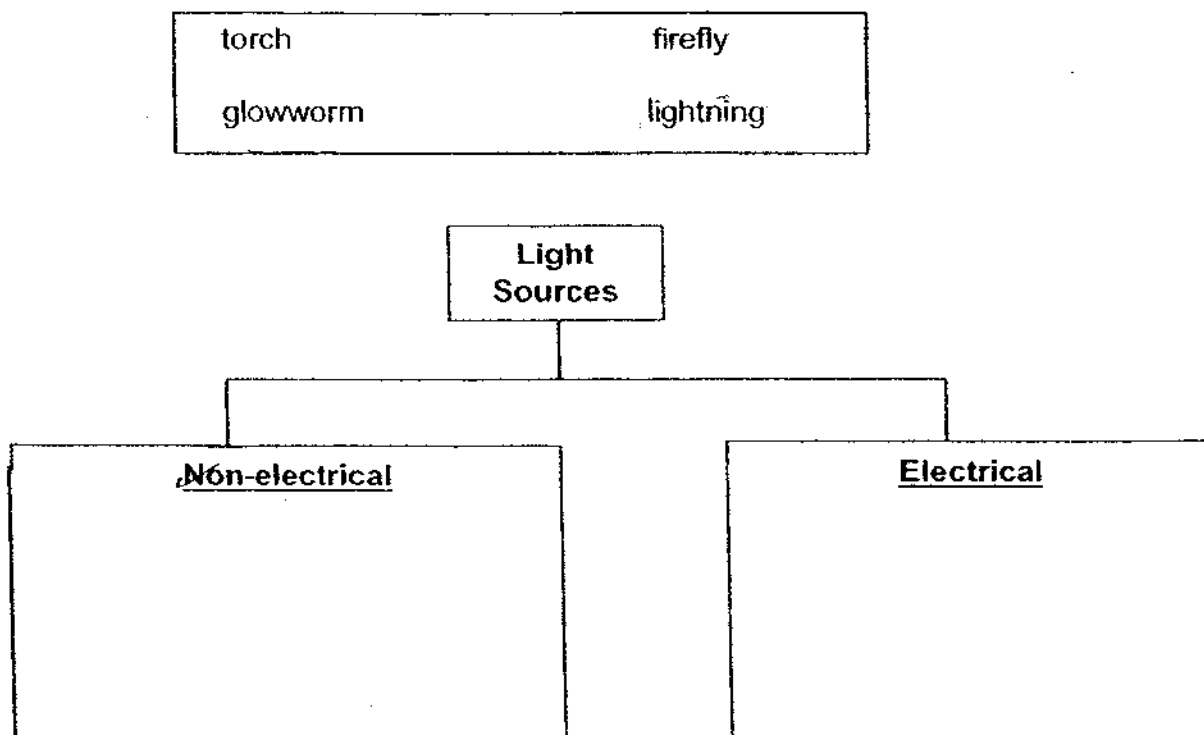 torch firefly
glowworm lightning
Light
Sources
Non-electrical Electrical